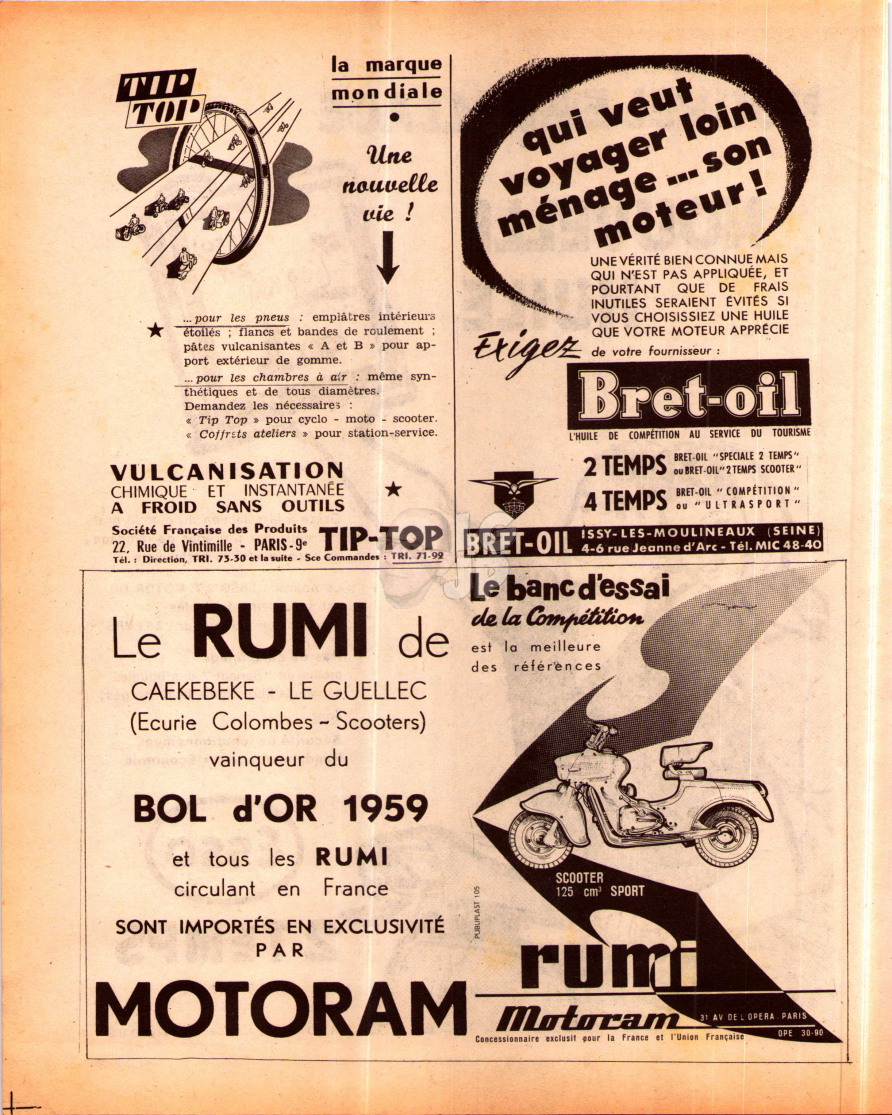 TIP
TOP
la marque
mondiale
Une
nouvelle
vie !
...pour les pneus : emplâtres intérieurs
étoilés ; flancs et bandes de roulement ;
pâtes vulcanisantes « A et B » pour ap-
port extérieur de gomme.
...pour les chambres à air : même syn-
thétiques et de tous diamètres.
Demandez les nécessaires :
« Tip Top » pour cyclo - moto - scooter.
« Coffrets ateliers » pour station-service.
VULCANISATION
CHIMIQUE ET INSTANTANÉE
A FROID SANS OUTILS
Société Française des Produits
22, Rue de Vintimille - PARIS-9e
TIP-TOP
Tél. : Direction, TRI. 73-30 et la suite - Sce Commandes : TRI. 71-92
qui veut
voyager loin
ménage ... son
moteur !
UNE VÉRITÉ BIEN CONNUE MAIS
QUI N'EST PAS APPLIQUÉE, ET
POURTANT QUE DE FRAIS
INUTILES SERAIENT ÉVITÉS SI
VOUS CHOISISSIEZ UNE HUILE
QUE VOTRE MOTEUR APPRÉCIE
Exigez de votre fournisseur :
Bret-oil
L'HUILE DE COMPÉTITION AU SERVICE DU TOURISME
2 TEMPS BRET-OIL "SPECIALE 2 TEMPS"
ou BRET-OIL "2 TEMPS SCOOTER"
4 TEMPS BRET-OIL "COMPÉTITION"
ou "ULTRASPORT"
BRET-OIL ISSY-LES-MOULINEAUX (SEINE)
4-6 rue Jeanne d'Arc - Tél. MIC 48-40
Le RUMI de
CAEKEBEKE - LE GUELLEC
(Ecurie Colombes - Scooters)
vainqueur du
BOL d'OR 1959
et tous les RUMI
circulant en France
SONT IMPORTÉS EN EXCLUSIVITÉ
PAR
MOTORAM
Le banc d'essai
de la Compétition
est la meilleure
des références
SCOOTER
125 cm³ SPORT
PUBLIPLAST 105
rumi
Motoram
31 AV DE L'OPERA . PARIS
OPE 30-90
Concessionnaire exclusif pour la France et l'Union Française